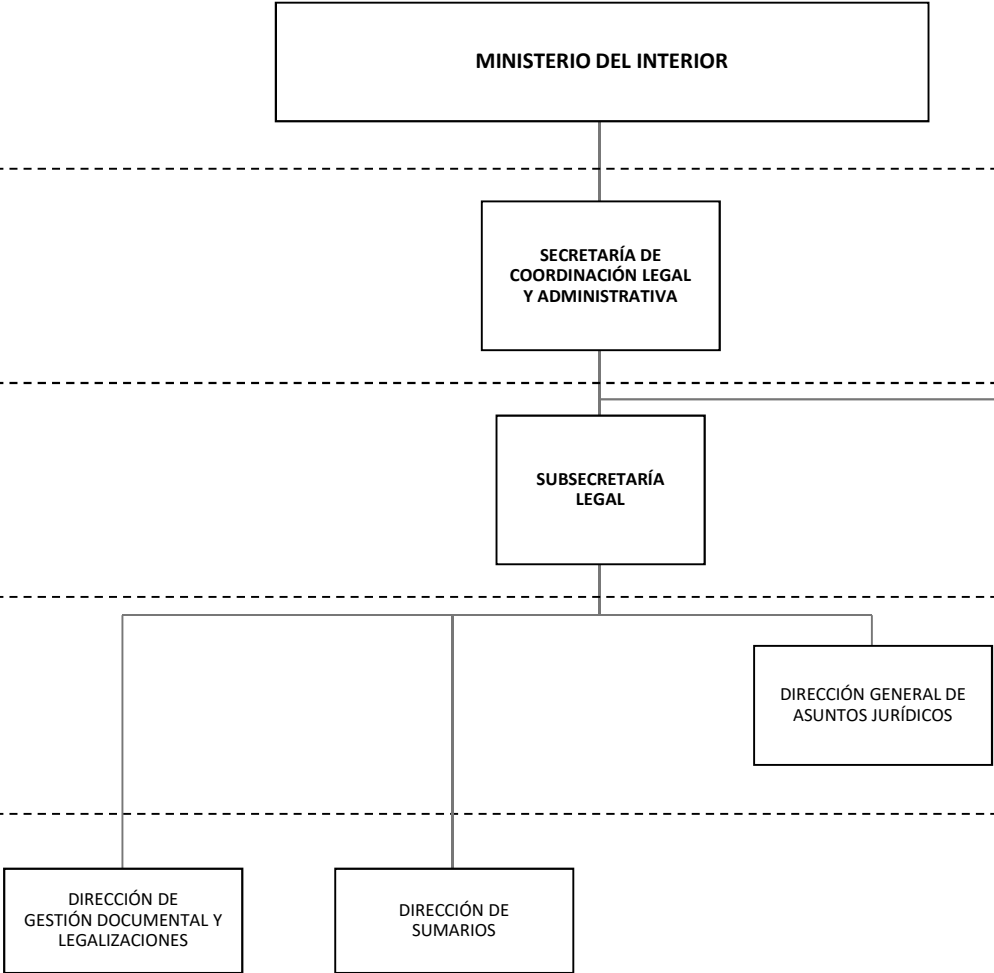 MINISTERIO DEL INTERIOR
SECRETARÍA DE
COORDINACIÓN LEGAL
Y ADMINISTRATIVA
SUBSECRETARÍA
LEGAL
DIRECCIÓN GENERAL DE
ASUNTOS JURÍDICOS
DIRECCIÓN DE
GESTIÓN DOCUMENTAL Y
LEGALIZACIONES
DIRECCIÓN DE
SUMARIOS